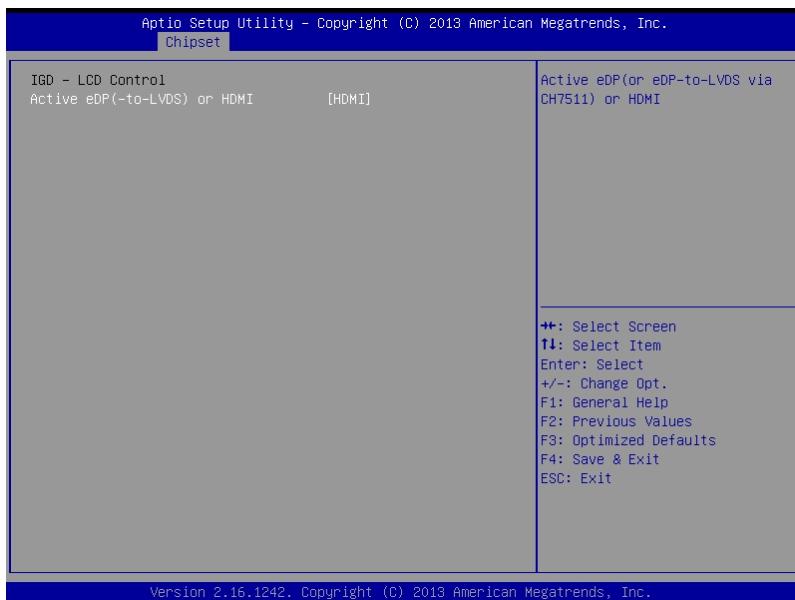 Aptio Setup Utility – Copyright (C) 2013 American Megatrends, Inc.
Chipset
IGD - LCD Control
Active eDP(-to-LVDS) or HDMI [HDMI]
Active eDP(or eDP-to-LVDS via
CH7511) or HDMI
→←: Select Screen
↑↓: Select Item
Enter: Select
+/-: Change Opt.
F1: General Help
F2: Previous Values
F3: Optimized Defaults
F4: Save & Exit
ESC: Exit
Version 2.16.1242. Copyright (C) 2013 American Megatrends, Inc.